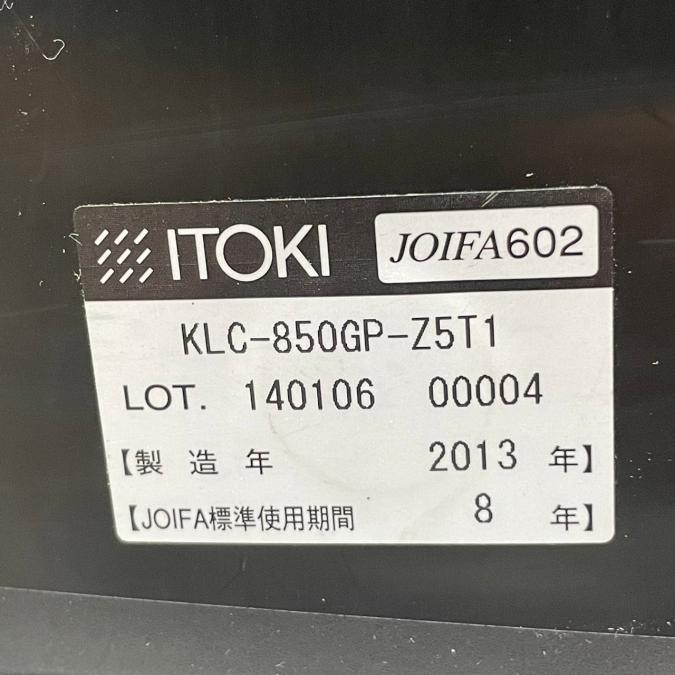 ITOKI JOIFA602
KLC-850GP-Z5T1
LOT. 140106 00004
【製 造 年 2013 年】
【JOIFA標準使用期間 8 年】